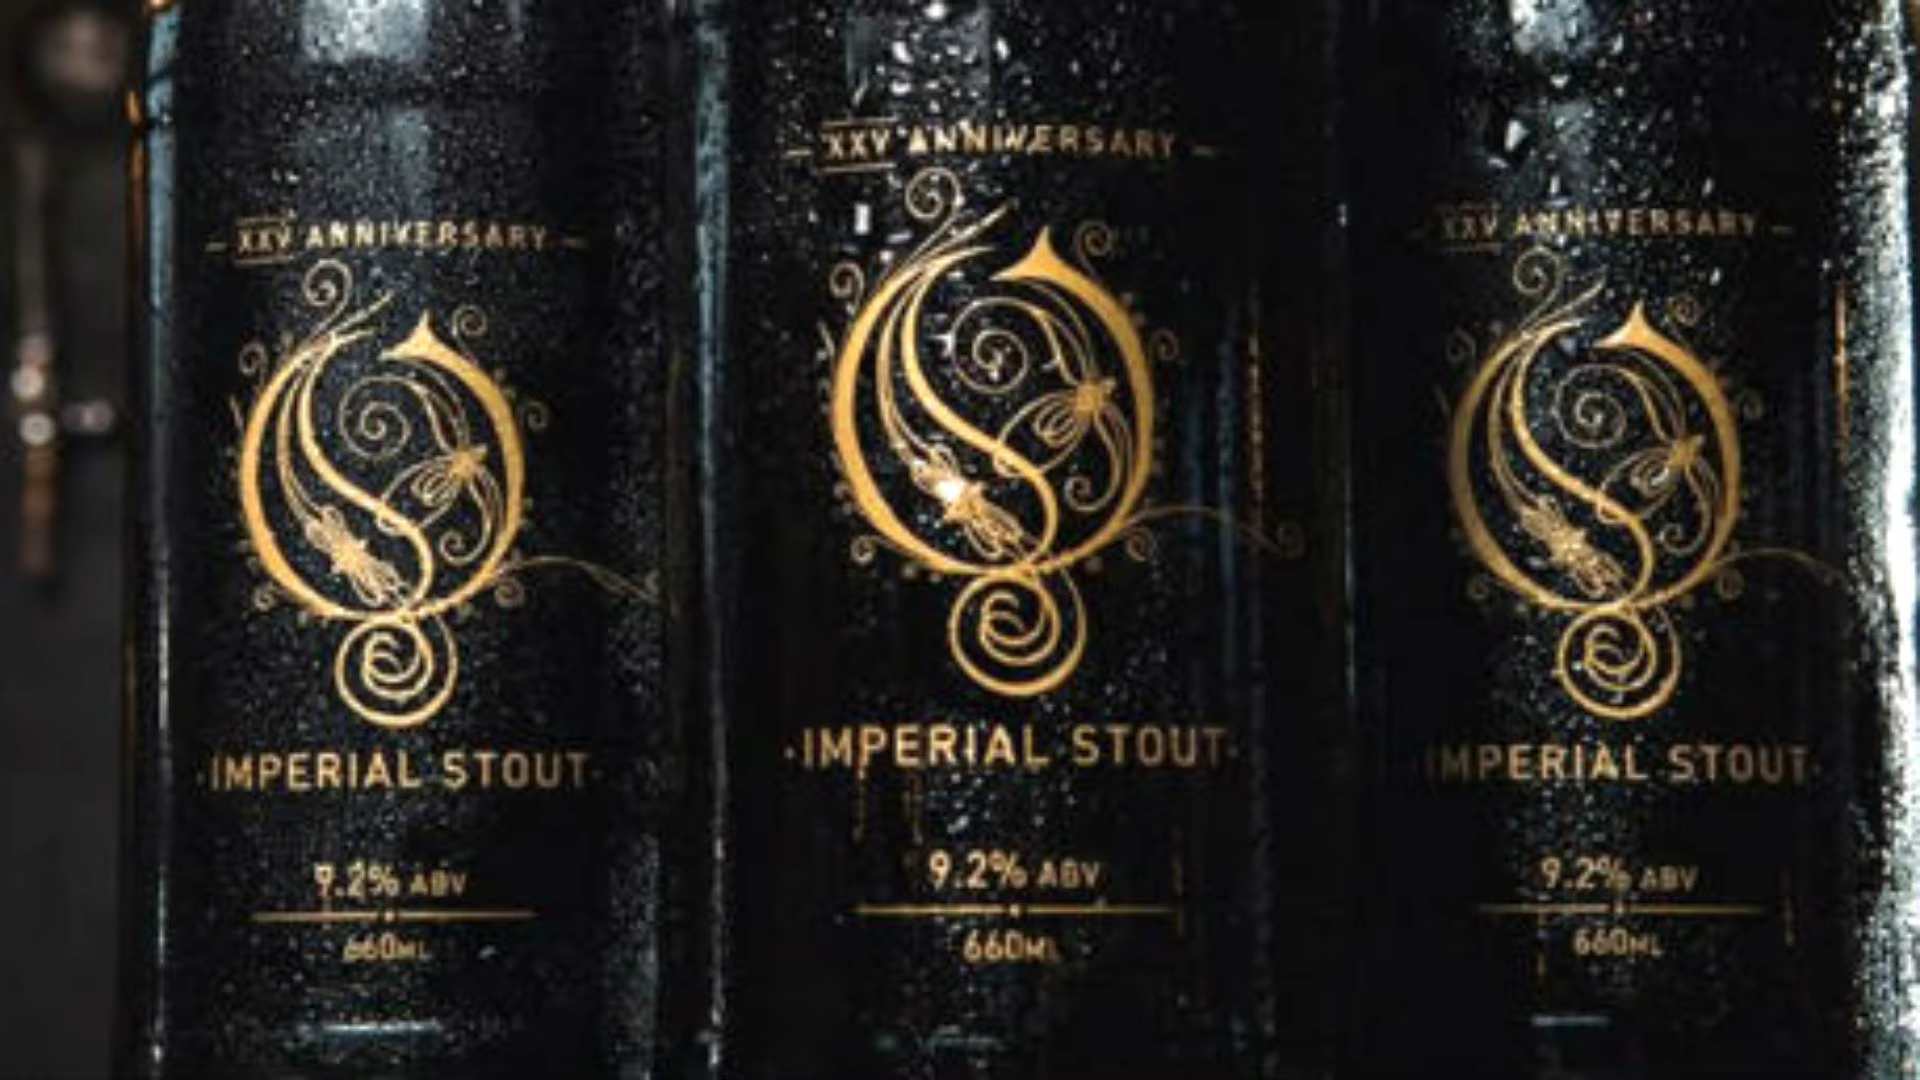 XXV ANNIVERSARY
IMPERIAL STOUT
9.2% ABV
660ML
XXV ANNIVERSARY
·IMPERIAL STOUT·
9.2% ABV
660ML
XXV ANNIVERSARY
IMPERIAL STOUT·
9.2% ABV
660ML